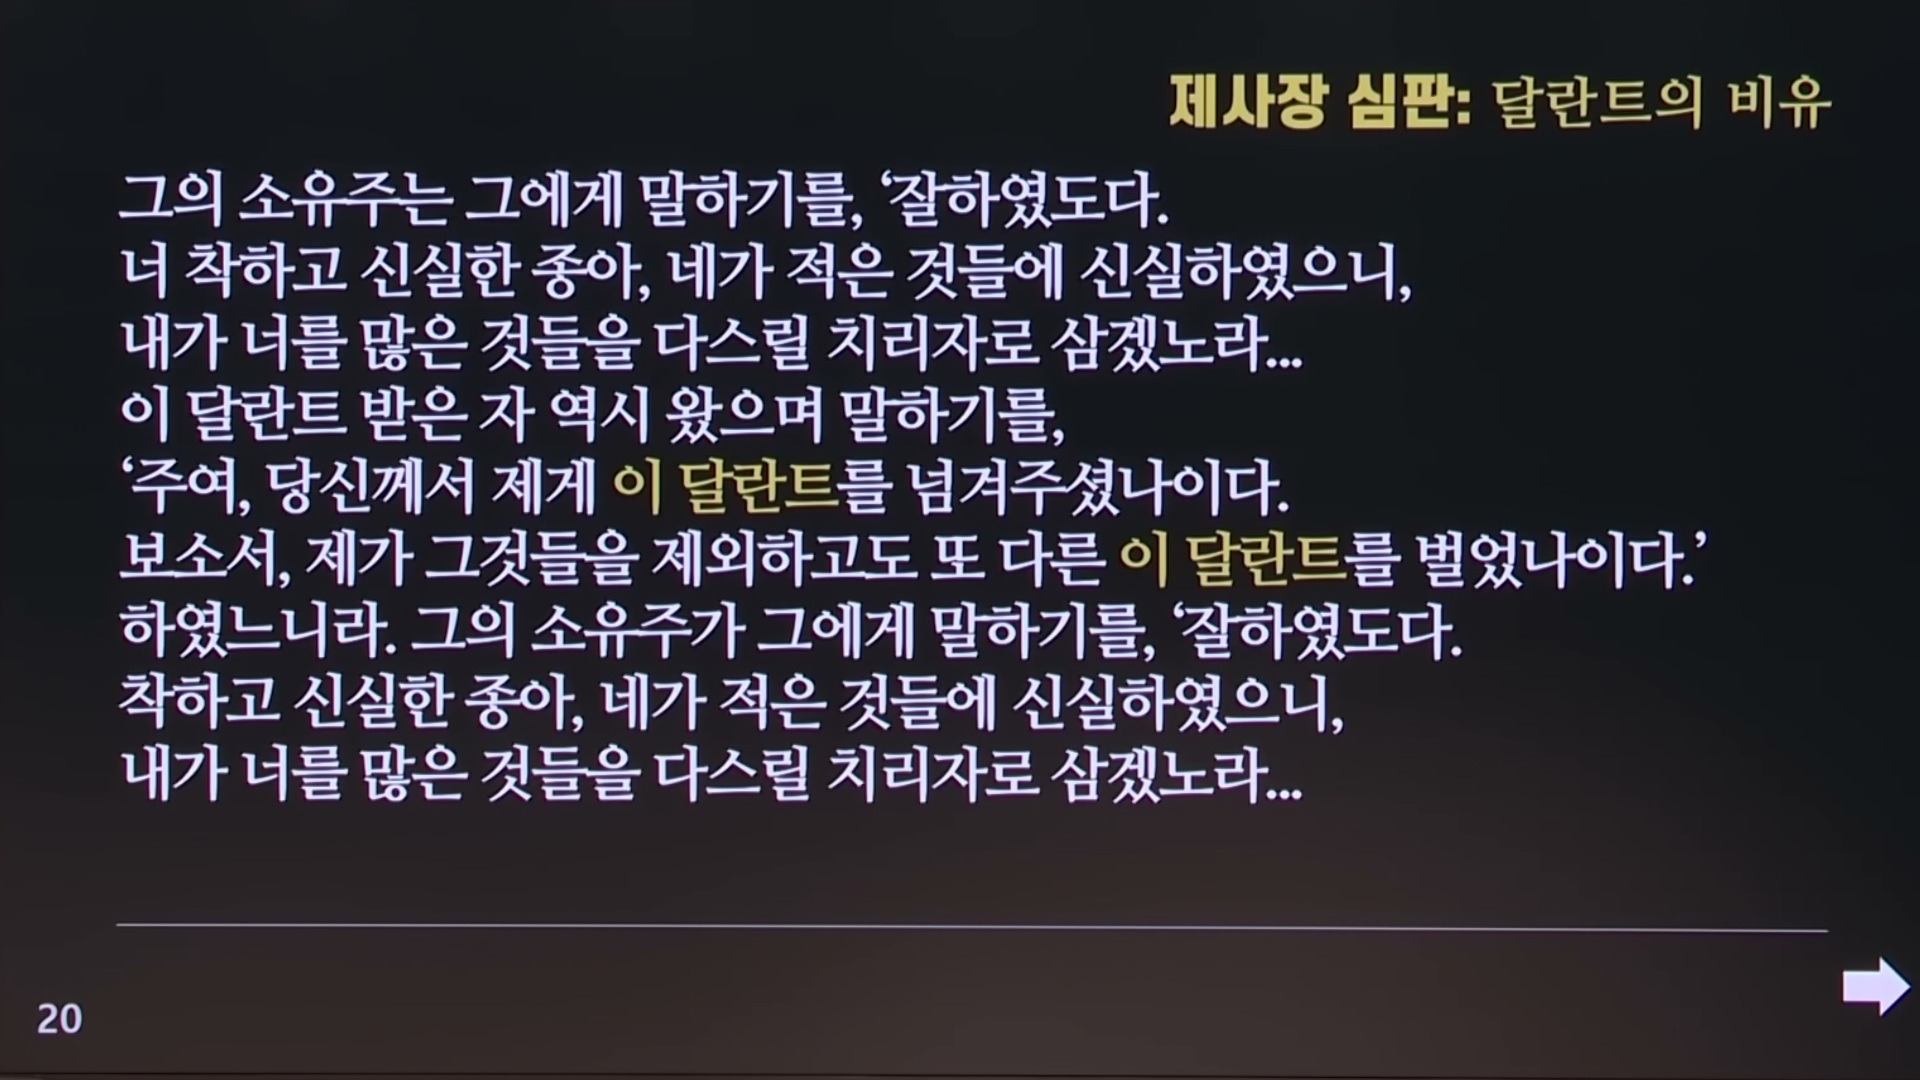 제사장 심판: 달란트의 비유
그의 소유주는 그에게 말하기를, ‘잘하였도다.
너 착하고 신실한 종아, 네가 적은 것들에 신실하였으니,
내가 너를 많은 것들을 다스릴 치리자로 삼겠노라...
이 달란트 받은 자 역시 왔으며 말하기를,
‘주여, 당신께서 제게 이 달란트를 넘겨주셨나이다.
보소서, 제가 그것들을 제외하고도 또 다른 이 달란트를 벌었나이다.’
하였느니라. 그의 소유주가 그에게 말하기를, ‘잘하였도다.
착하고 신실한 종아, 네가 적은 것들에 신실하였으니,
내가 너를 많은 것들을 다스릴 치리자로 삼겠노라...
20